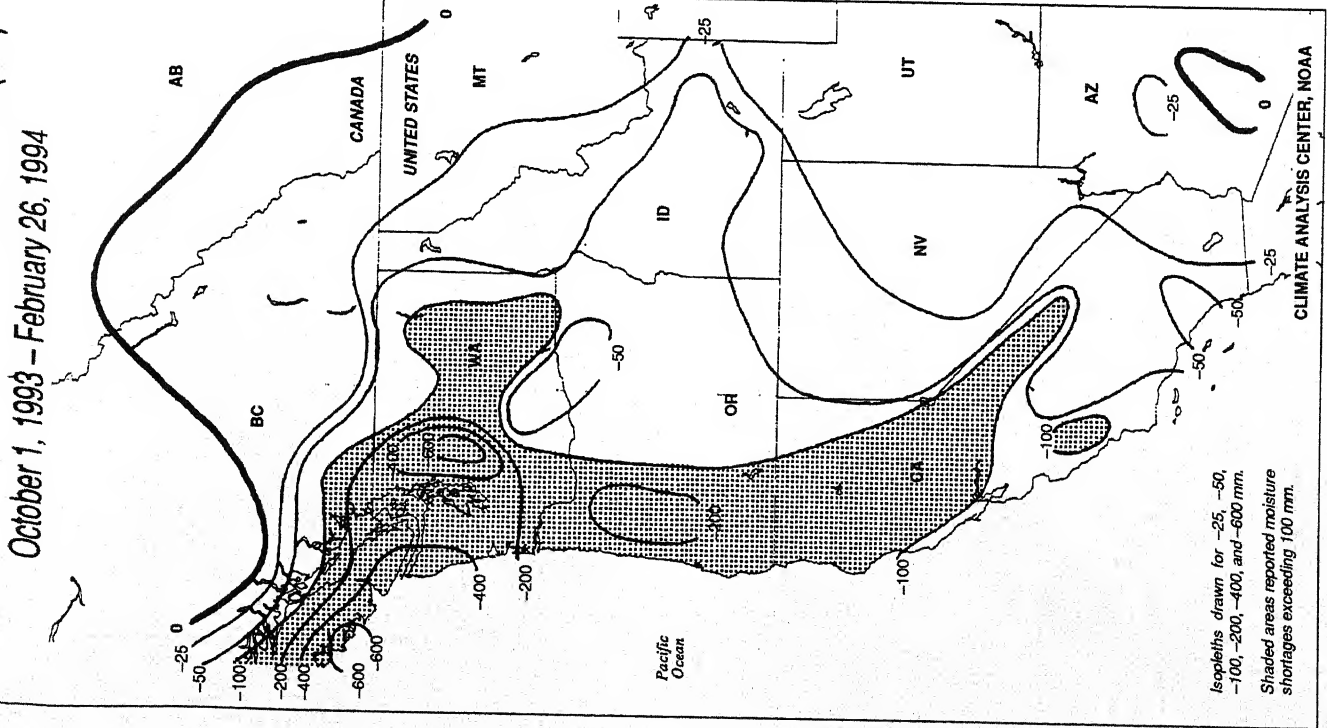 October 1, 1993 – February 26, 1994
0
AB
CANADA
UNITED STATES
MT
BC
-25
ID
UT
WA
-50
OR
NV
AZ
-25
0
-600
-200
-100
CA
-100
-50
-50
-25
0
-25
-50
-100
-200
-400
-600
-600
-400
-200
-100
Pacific
Ocean
Isopleths drawn for -25, -50,
-100, -200, -400, and -600 mm.
Shaded areas reported moisture
shortages exceeding 100 mm.
CLIMATE ANALYSIS CENTER, NOAA